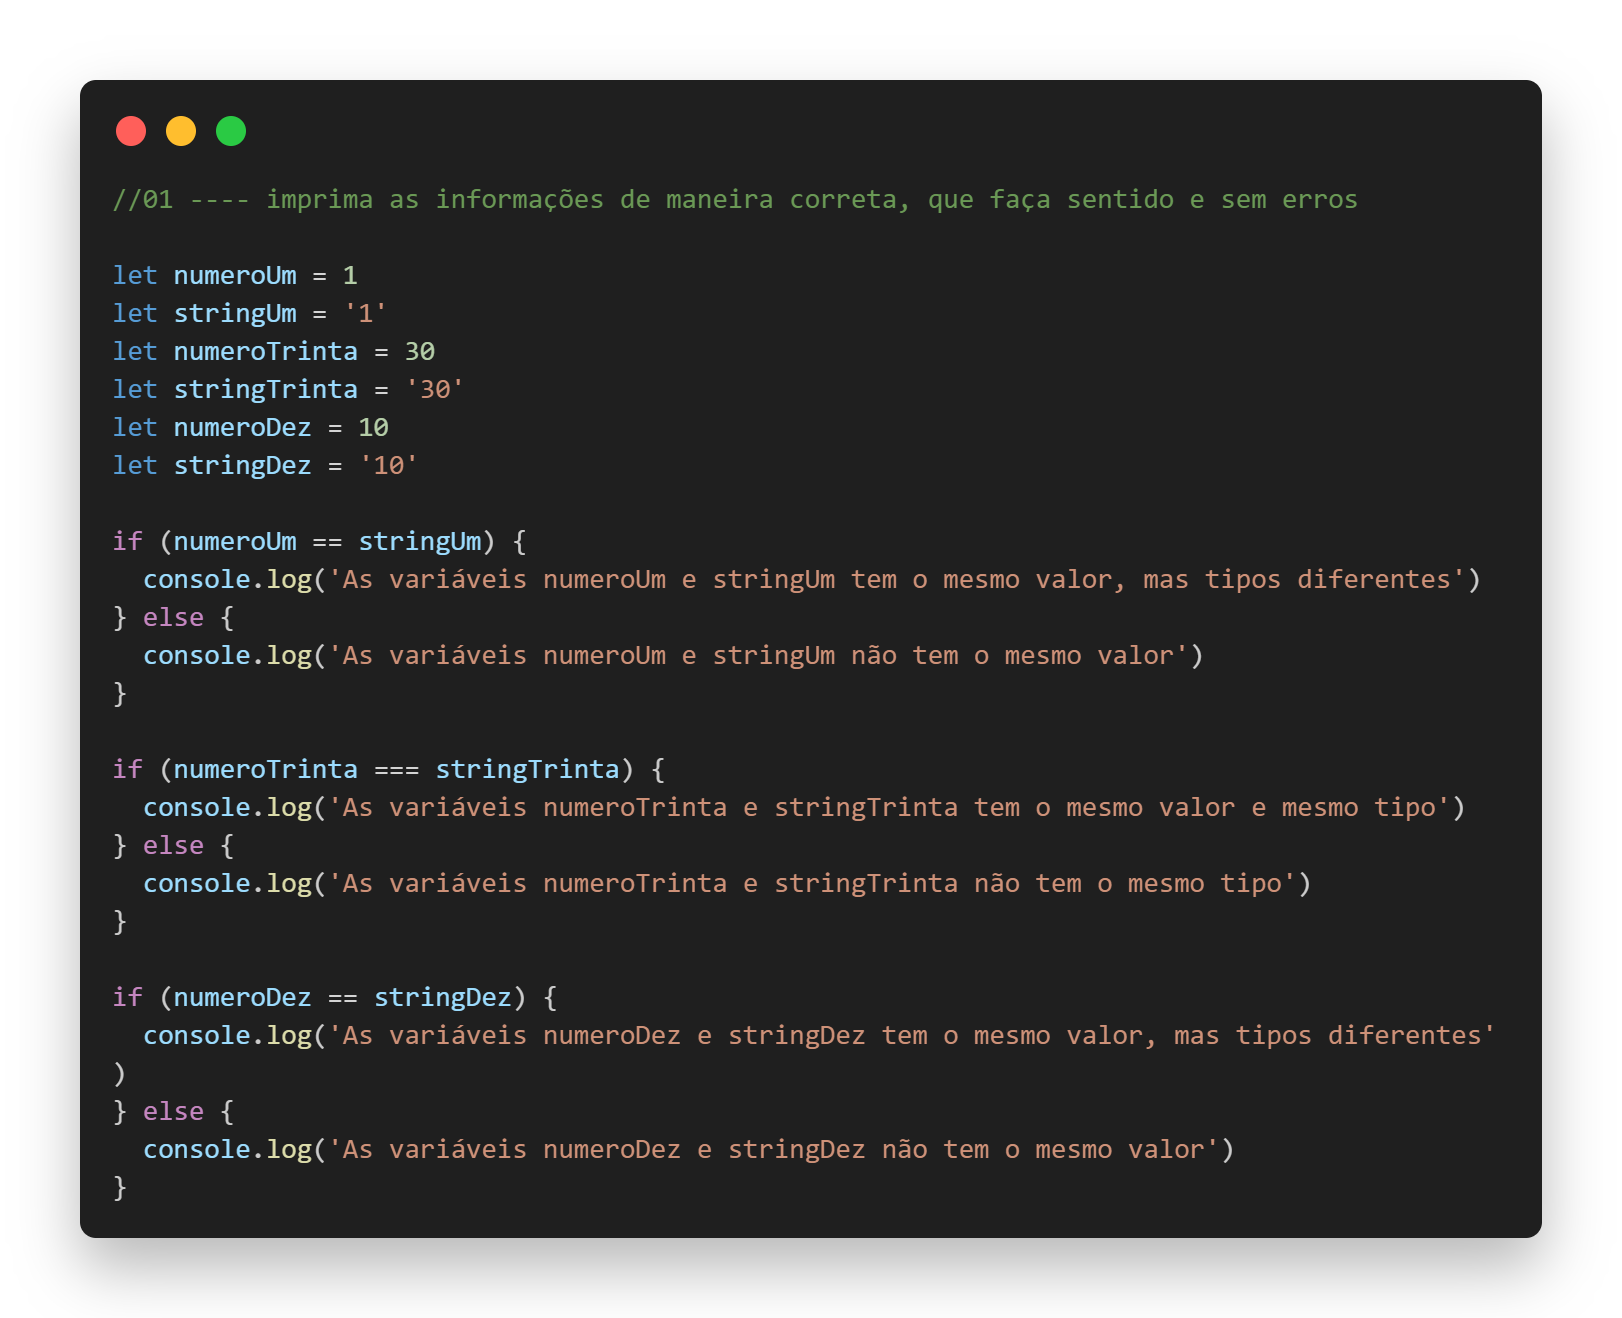 //01 ---- imprima as informações de maneira correta, que faça sentido e sem erros
let numeroUm = 1
let stringUm = '1'
let numeroTrinta = 30
let stringTrinta = '30'
let numeroDez = 10
let stringDez = '10'
if (numeroUm == stringUm) {
  console.log('As variáveis numeroUm e stringUm tem o mesmo valor, mas tipos diferentes')
} else {
  console.log('As variáveis numeroUm e stringUm não tem o mesmo valor')
}
if (numeroTrinta === stringTrinta) {
  console.log('As variáveis numeroTrinta e stringTrinta tem o mesmo valor e mesmo tipo')
} else {
  console.log('As variáveis numeroTrinta e stringTrinta não tem o mesmo tipo')
}
if (numeroDez == stringDez) {
  console.log('As variáveis numeroDez e stringDez tem o mesmo valor, mas tipos diferentes'
)
} else {
  console.log('As variáveis numeroDez e stringDez não tem o mesmo valor')
}